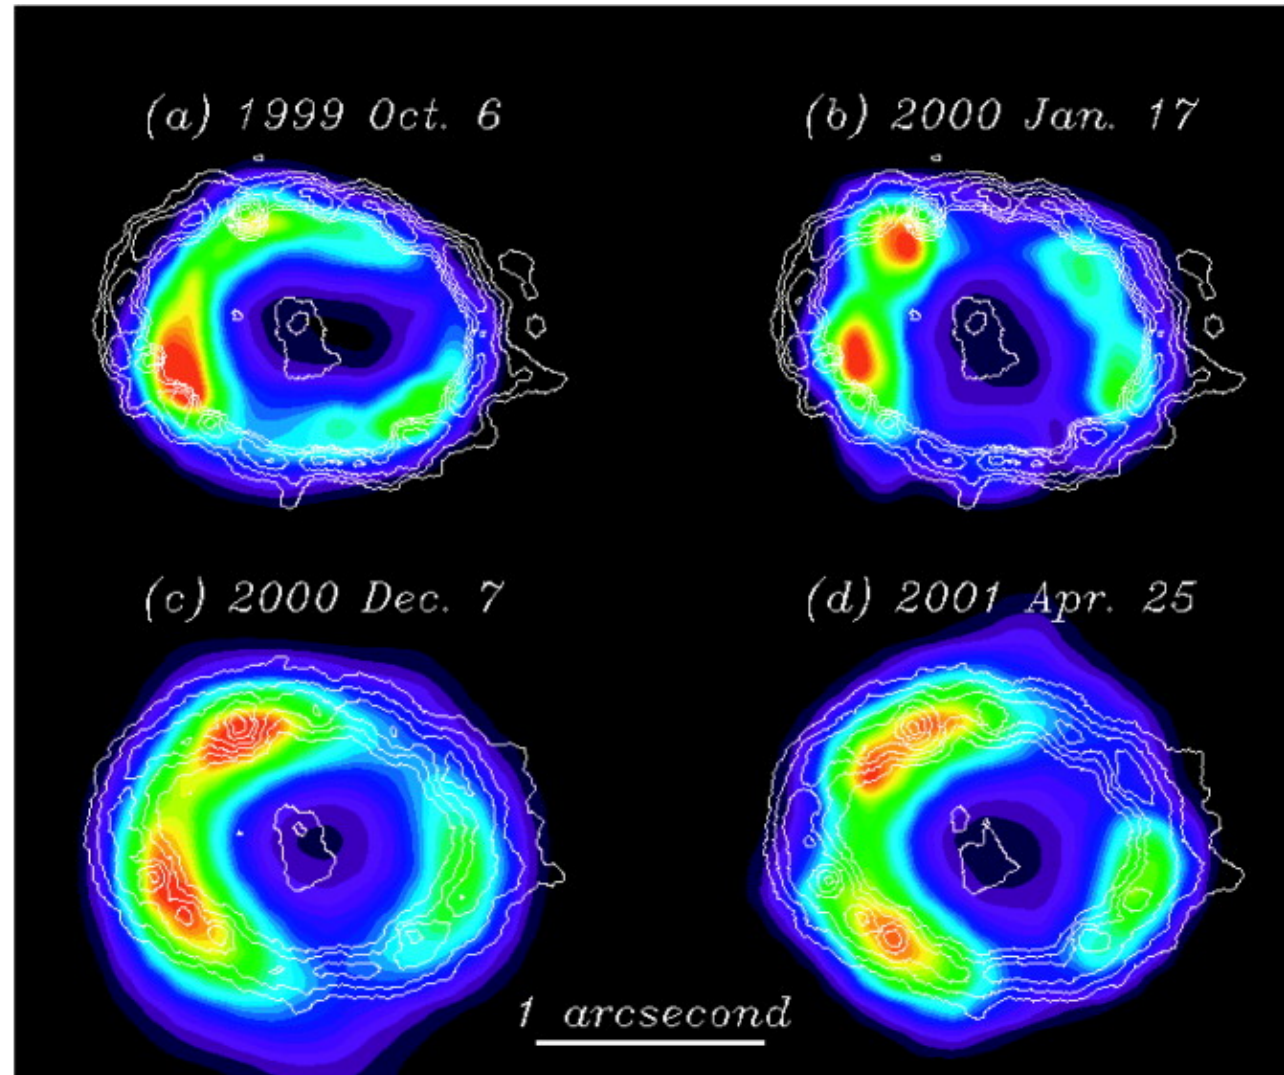 (a) 1999 Oct. 6
(b) 2000 Jan. 17
(c) 2000 Dec. 7
(d) 2001 Apr. 25
1 arcsecond